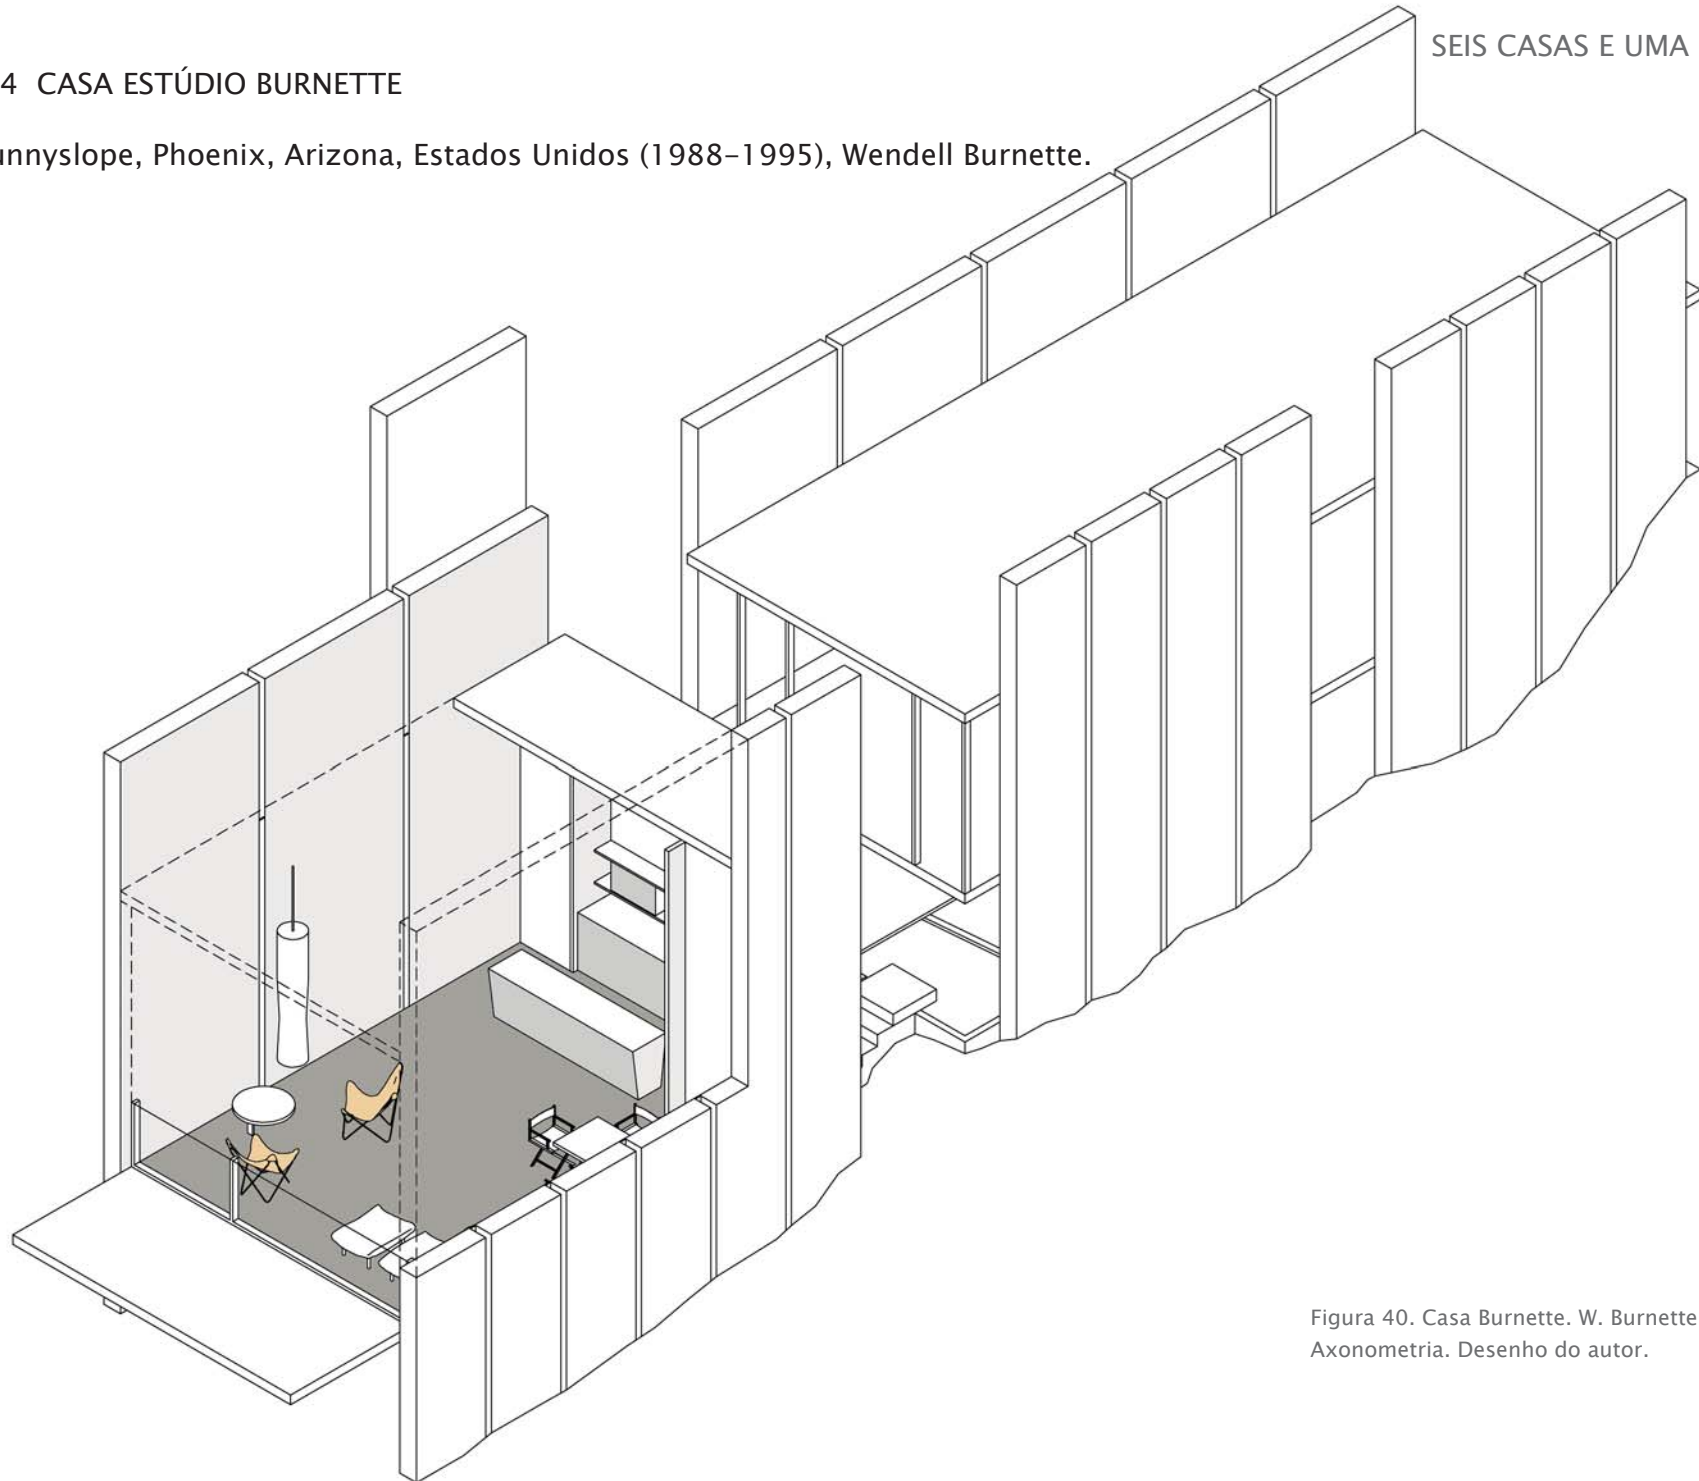 SEIS CASAS E UMA
4 CASA ESTÚDIO BURNETTE
unnyslope, Phoenix, Arizona, Estados Unidos (1988–1995), Wendell Burnette.
Figura 40. Casa Burnette. W. Burnette
Axonometria. Desenho do autor.